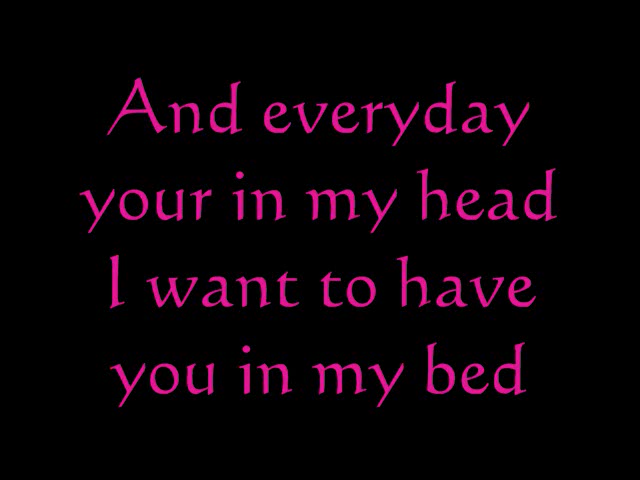 And everyday
your in my head
I want to have
you in my bed